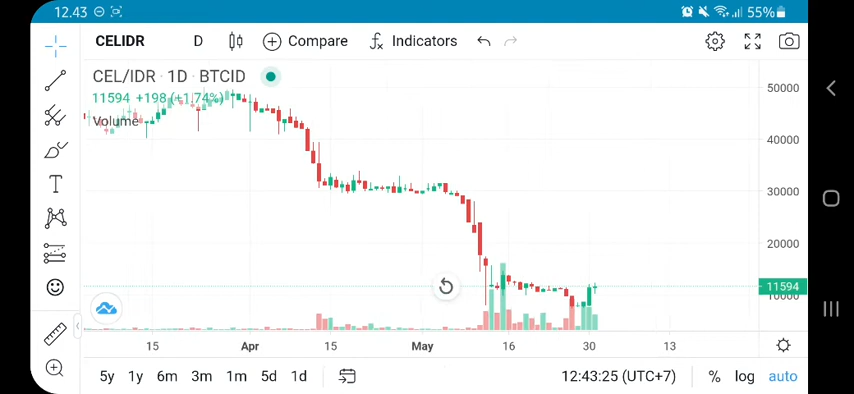 12.43 55%
CELIDR D Compare Indicators
CEL/IDR · 1D · BTCID
11594 +198 (+1.74%)
Volume
50000
40000
30000
20000
11594
10000
15 Apr 15 May 16 30 13
5y 1y 6m 3m 1m 5d 1d 12:43:25 (UTC+7) % log auto